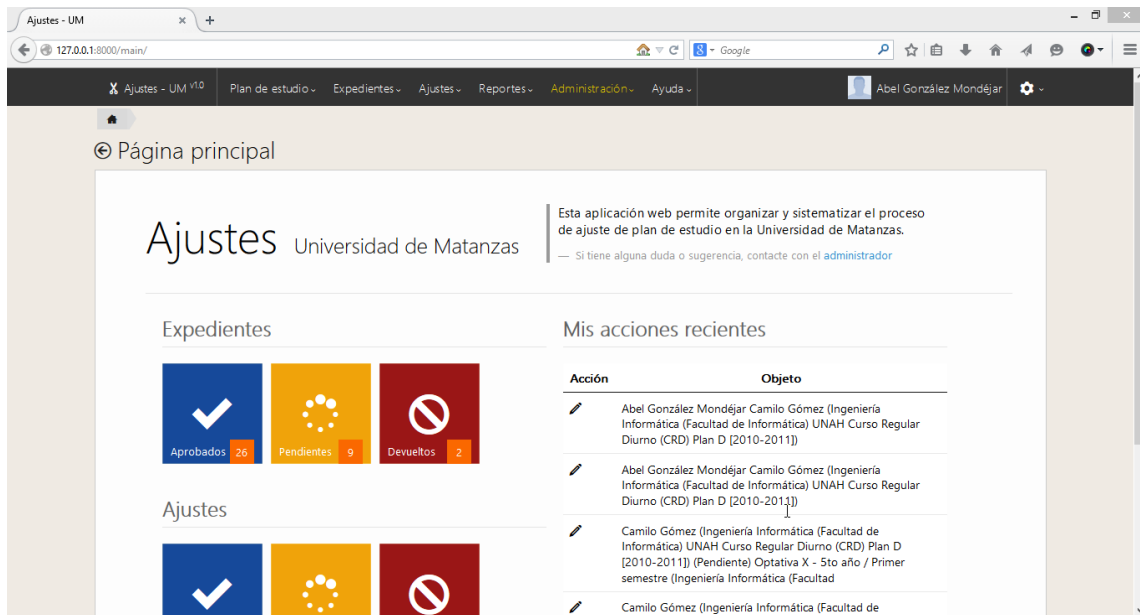 Ajustes - UM
127.0.0.1:8000/main/
Google
Ajustes - UM v1.0 Plan de estudio Expedientes Ajustes Reportes Administración Ayuda Abel González Mondéjar
Página principal
Ajustes Universidad de Matanzas
Esta aplicación web permite organizar y sistematizar el proceso
de ajuste de plan de estudio en la Universidad de Matanzas.
— Si tiene alguna duda o sugerencia, contacte con el administrador
Expedientes
Aprobados 26
Pendientes 9
Devueltos 2
Ajustes
Mis acciones recientes
Acción Objeto
Abel González Mondéjar Camilo Gómez (Ingeniería
Informática (Facultad de Informática) UNAH Curso Regular
Diurno (CRD) Plan D [2010-2011])
Abel González Mondéjar Camilo Gómez (Ingeniería
Informática (Facultad de Informática) UNAH Curso Regular
Diurno (CRD) Plan D [2010-2011])
Camilo Gómez (Ingeniería Informática (Facultad de
Informática) UNAH Curso Regular Diurno (CRD) Plan D
[2010-2011]) (Pendiente) Optativa X - 5to año / Primer
semestre (Ingeniería Informática (Facultad
Camilo Gómez (Ingeniería Informática (Facultad de